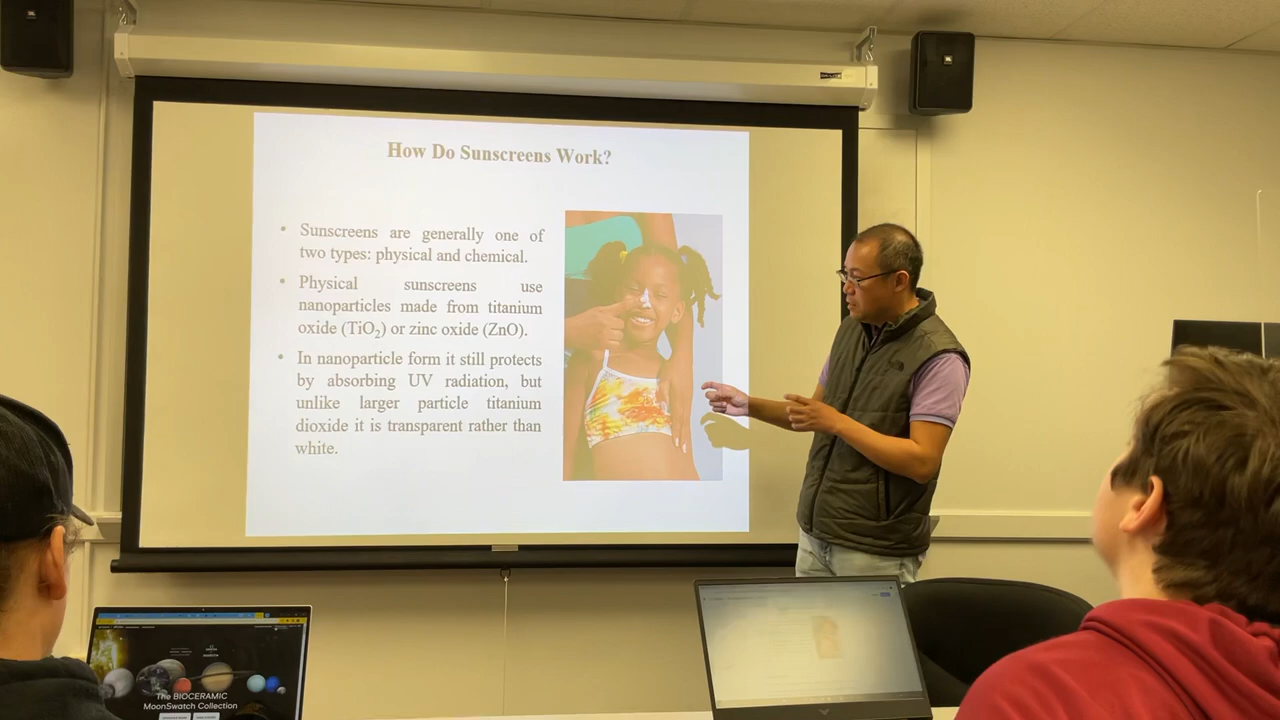 How Do Sunscreens Work?
• Sunscreens are generally one of
two types: physical and chemical.
• Physical sunscreens use
nanoparticles made from titanium
oxide (TiO₂) or zinc oxide (ZnO).
• In nanoparticle form it still protects
by absorbing UV radiation, but
unlike larger particle titanium
dioxide it is transparent rather than
white.
JBL
The BIOCERAMIC
MoonSwatch Collection